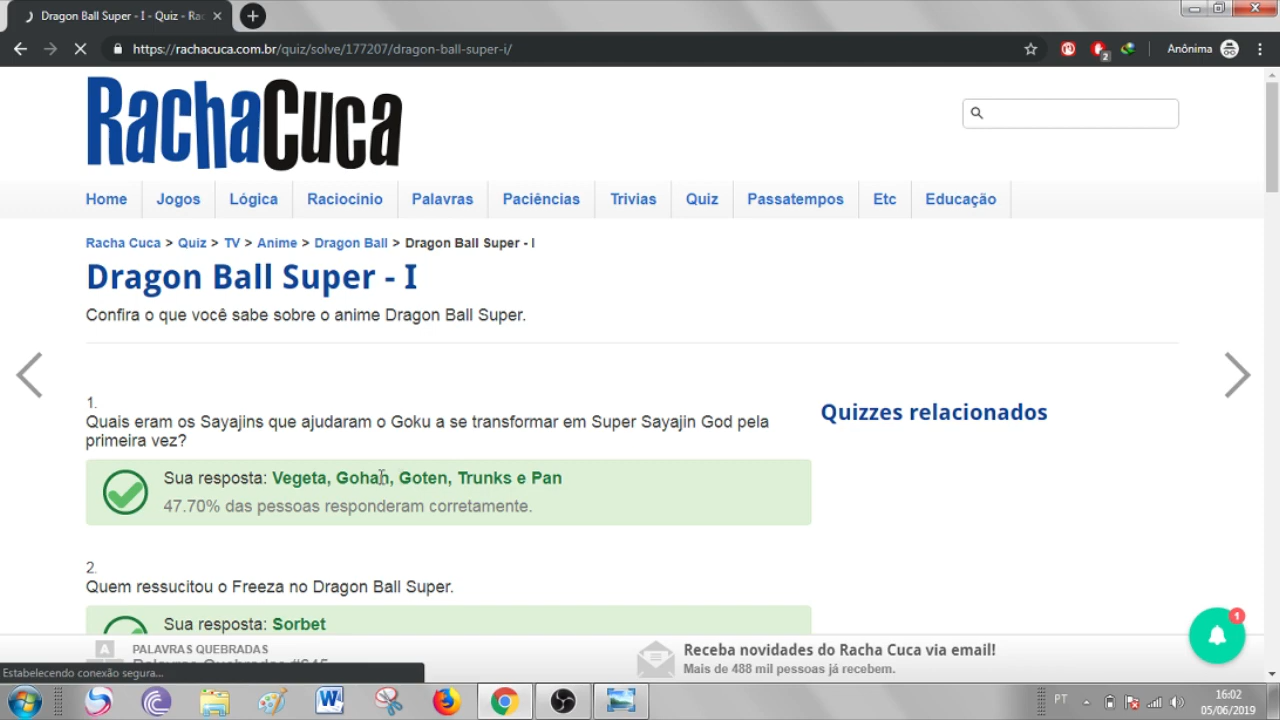 Dragon Ball Super - I - Quiz - Rac
https://rachacuca.com.br/quiz/solve/177207/dragon-ball-super-i/
2
Anônima
RachaCuca
Home
Jogos
Lógica
Raciocínio
Palavras
Paciências
Trivias
Quiz
Passatempos
Etc
Educação
Racha Cuca > Quiz > TV > Anime > Dragon Ball > Dragon Ball Super - I
Dragon Ball Super - I
Confira o que você sabe sobre o anime Dragon Ball Super.
1.
Quais eram os Sayajins que ajudaram o Goku a se transformar em Super Sayajin God pela
primeira vez?
Sua resposta: Vegeta, Gohan, Goten, Trunks e Pan
47.70% das pessoas responderam corretamente.
Quizzes relacionados
2.
Quem ressucitou o Freeza no Dragon Ball Super.
Sua resposta: Sorbet
1
A
PALAVRAS QUEBRADAS
Receba novidades do Racha Cuca via email!
Mais de 488 mil pessoas já recebem.
Estabelecendo conexão segura...
W
PT
16:02
05/06/2019